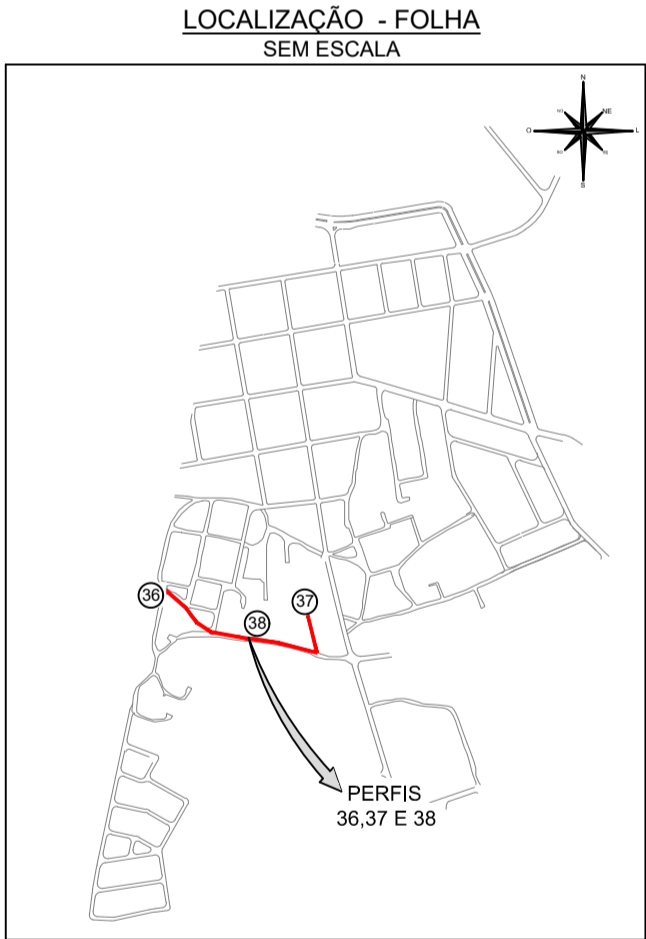 LOCALIZAÇÃO - FOLHA
SEM ESCALA
N
NE
O
L
S
36
37
38
PERFIS
36,37 E 38